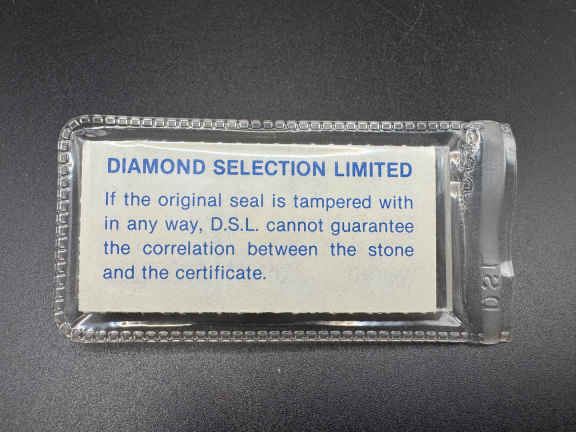 DIAMOND SELECTION LIMITED
If the original seal is tampered with
in any way, D.S.L. cannot guarantee
the correlation between the stone
and the certificate.